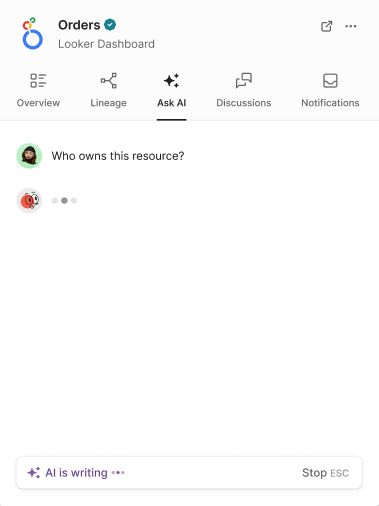 Orders
Looker Dashboard
Overview
Lineage
Ask AI
Discussions
Notifications
Who owns this resource?
AI is writing
Stop ESC